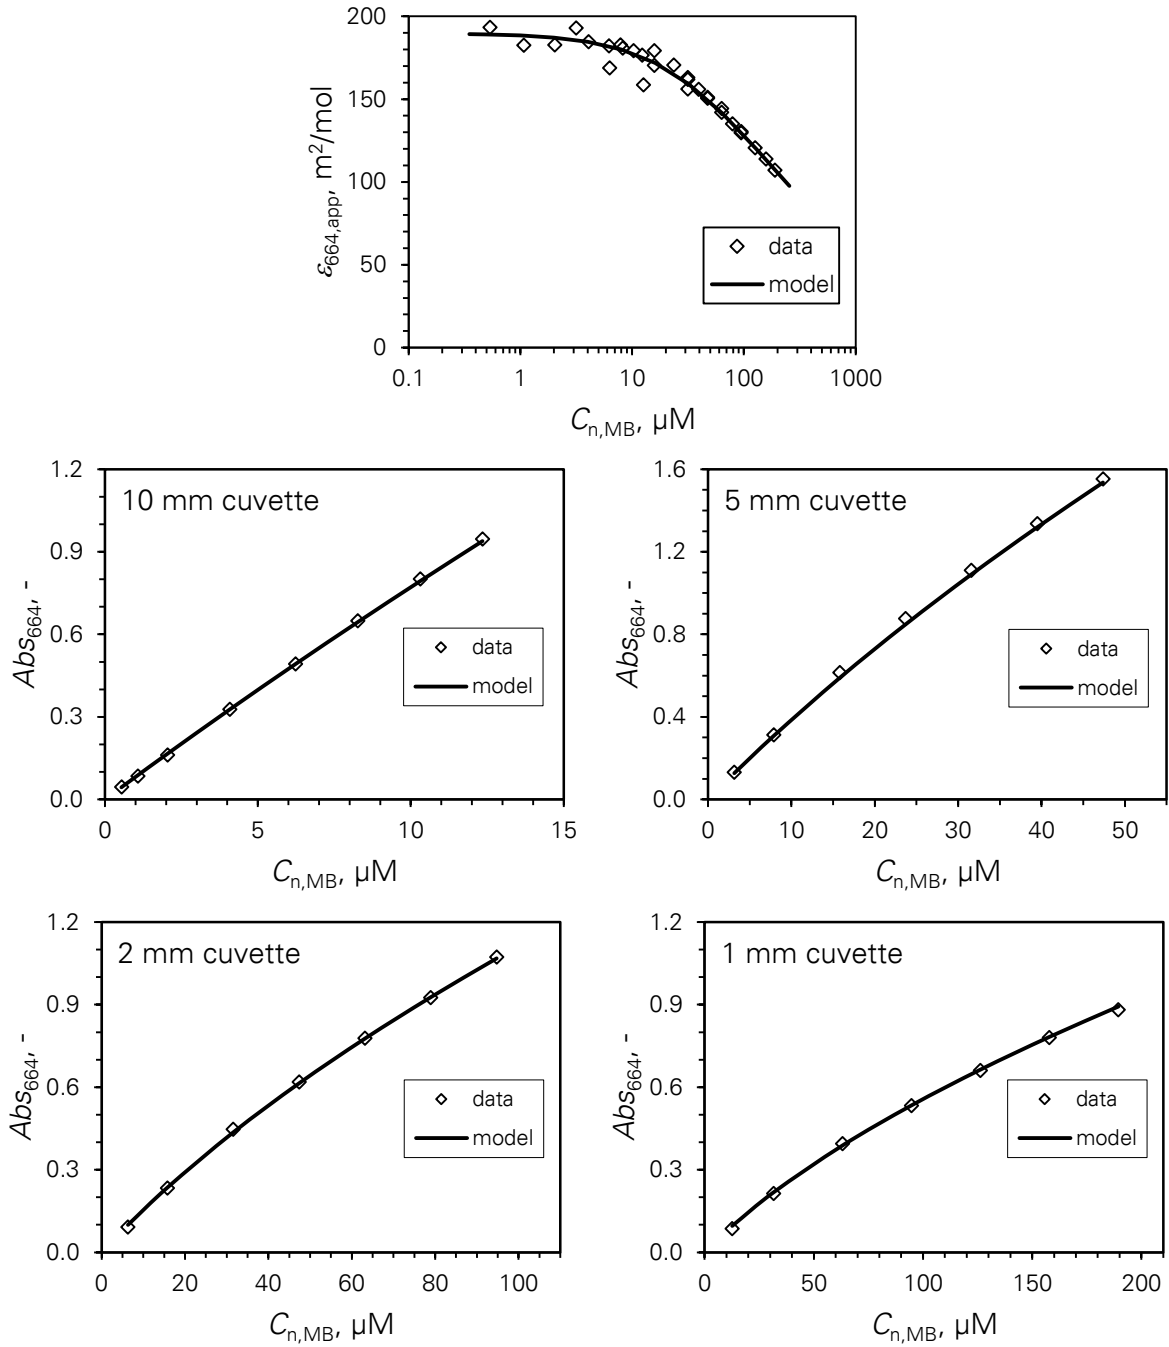 200
150
100
50
0
ε664,app, m²/mol
data
model
0.1 1 10 100 1000
Cn,MB, µM
1.2
0.9
0.6
0.3
0.0
Abs664, -
10 mm cuvette
data
model
0 5 10 15
Cn,MB, µM
1.6
1.2
0.8
0.4
0.0
Abs664, -
5 mm cuvette
data
model
0 10 20 30 40 50
Cn,MB, µM
1.2
0.9
0.6
0.3
0.0
Abs664, -
2 mm cuvette
data
model
0 20 40 60 80 100
Cn,MB, µM
1.2
0.9
0.6
0.3
0.0
Abs664, -
1 mm cuvette
data
model
0 50 100 150 200
Cn,MB, µM